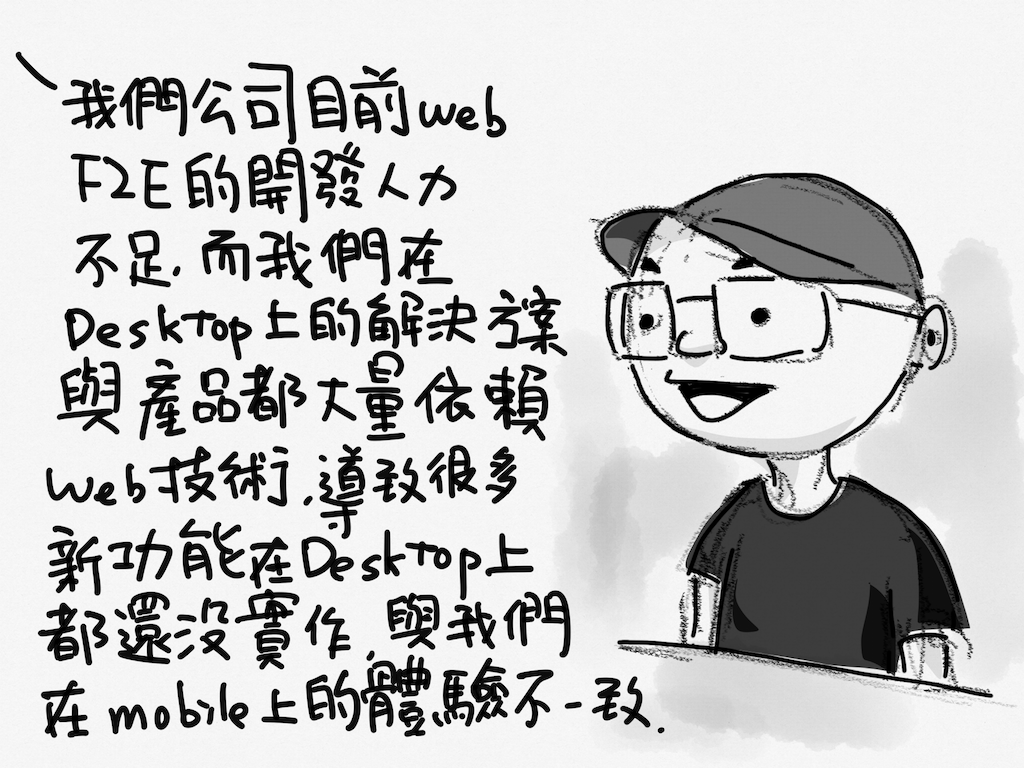 我們公司目前web
F2E的開發人力
不足,而我們在
Desktop上的解決方案
與產品都大量依賴
web技術,導致很多
新功能在Desktop上
都還沒實作,與我們
在mobile上的體驗不一致.